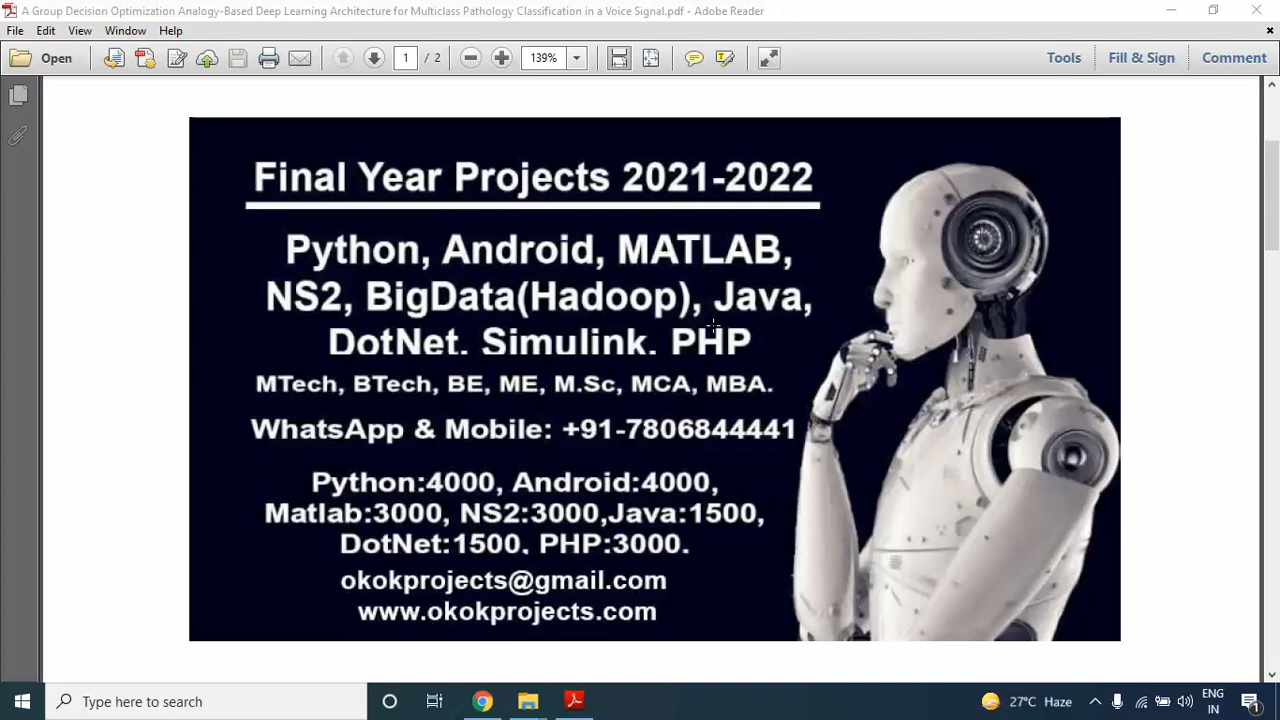 A Group Decision Optimization Analogy-Based Deep Learning Architecture for Multiclass Pathology Classification in a Voice Signal.pdf - Adobe Reader
File Edit View Window Help
Open 1 / 2 139% Tools Fill & Sign Comment
Final Year Projects 2021-2022
Python, Android, MATLAB,
NS2, BigData(Hadoop), Java,
DotNet, Simulink, PHP
MTech, BTech, BE, ME, M.Sc, MCA, MBA.
WhatsApp & Mobile: +91-7806844441
Python:4000, Android:4000,
Matlab:3000, NS2:3000,Java:1500,
DotNet:1500, PHP:3000.
okokprojects@gmail.com
www.okokprojects.com
Type here to search 27°C Haze ENG
IN 1